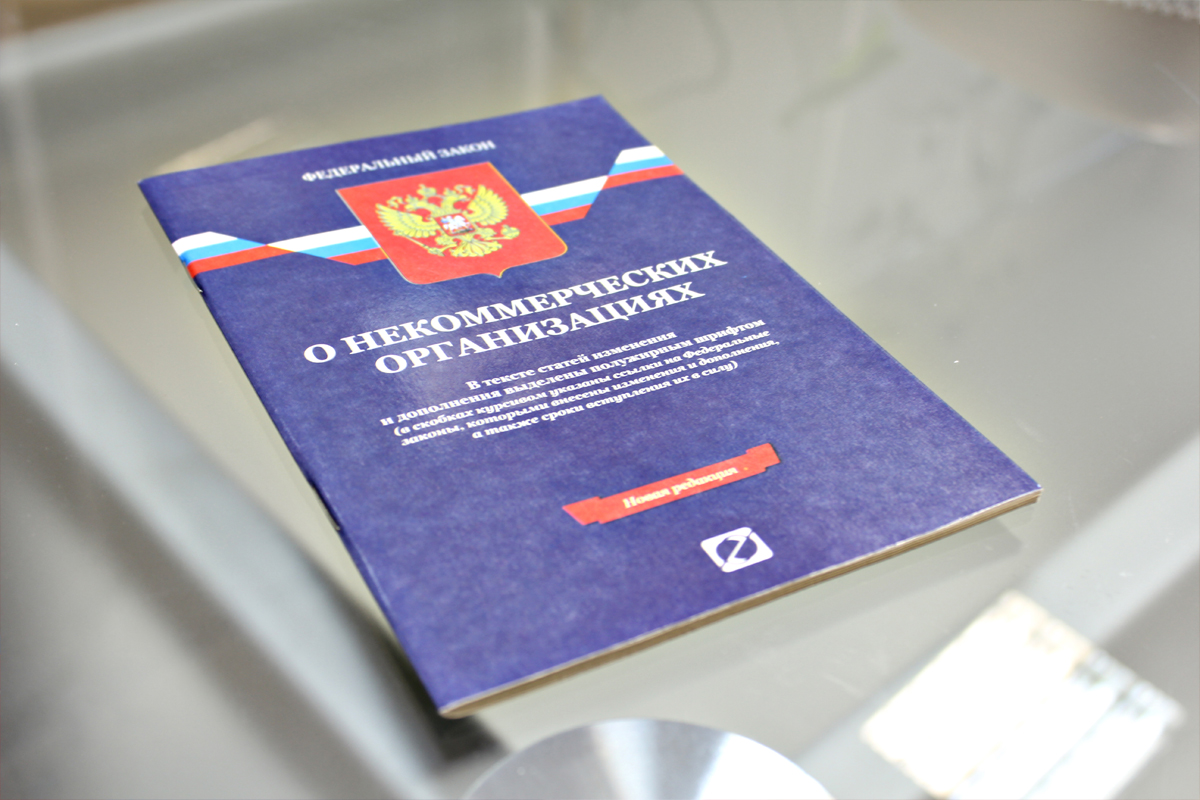 ФЕДЕРАЛЬНЫЙ ЗАКОН
О НЕКОММЕРЧЕСКИХ
ОРГАНИЗАЦИЯХ
В тексте статей изменения
и дополнения выделены полужирным шрифтом
(в скобках курсивом указаны ссылки на Федеральные
законы, которыми внесены изменения и дополнения,
а также сроки вступления их в силу)
Новая редакция